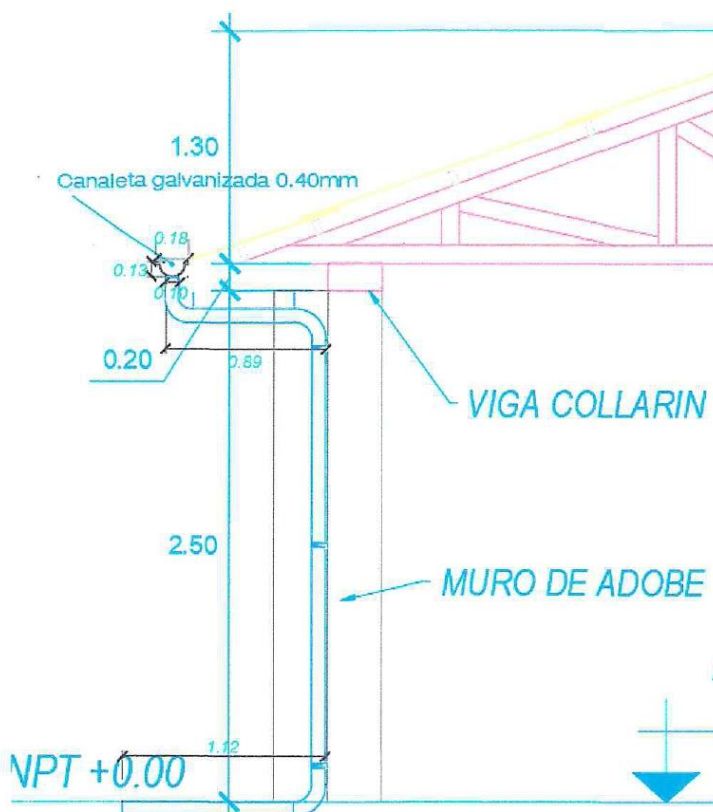 1.30
Canaleta galvanizada 0.40mm
0.18
0.13
0.10
0.20
0.89
VIGA COLLARIN
2.50
MURO DE ADOBE
1.12
NPT +0.00